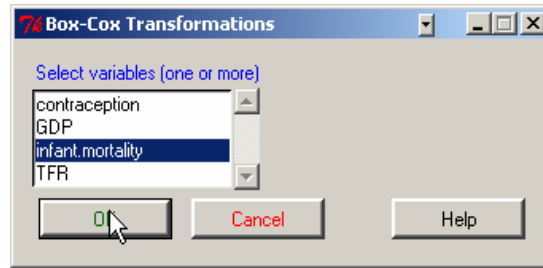 Box-Cox Transformations
Select variables (one or more)
contraception
GDP
infant.mortality
TFR
OK
Cancel
Help